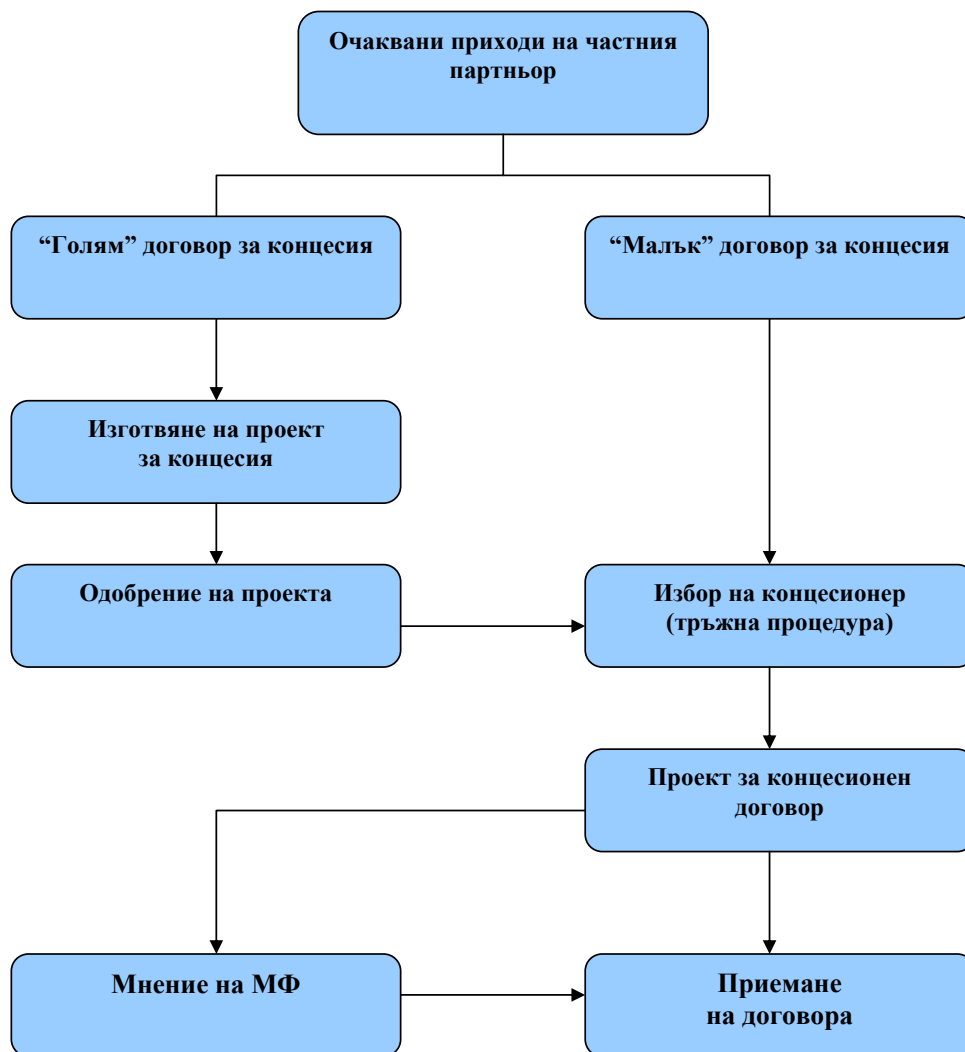 Очаквани приходи на частния
партньор
“Голям” договор за концесия
“Малък” договор за концесия
Изготвяне на проект
за концесия
Одобрение на проекта
Избор на концесионер
(тръжна процедура)
Проект за концесионен
договор
Мнение на МФ
Приемане
на договора